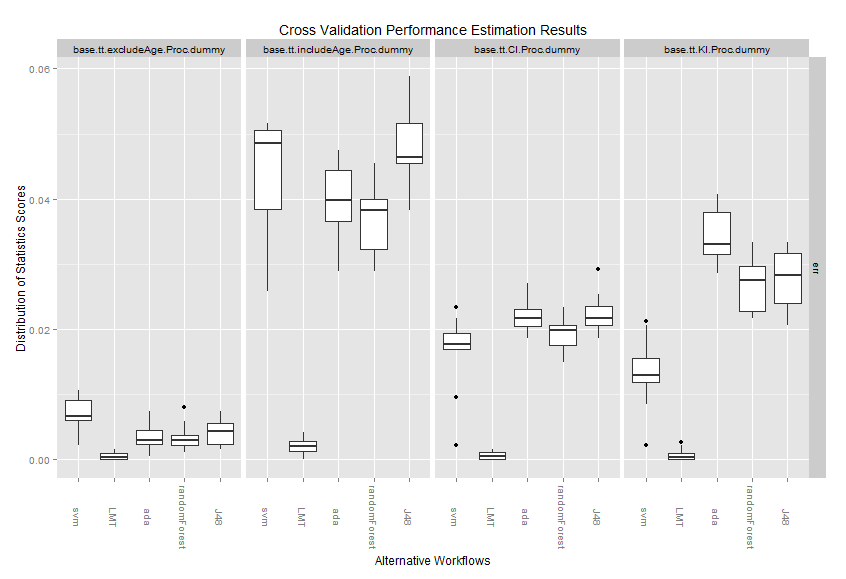 Cross Validation Performance Estimation Results
base.tt.excludeAge.Proc.dummy base.tt.includeAge.Proc.dummy base.tt.CI.Proc.dummy base.tt.KI.Proc.dummy
0.06
0.04
0.02
0.00
Distribution of Statistics Scores
err
svm LMT ada randomForest J48 svm LMT ada randomForest J48 svm LMT ada randomForest J48 svm LMT ada randomForest J48
Alternative Workflows